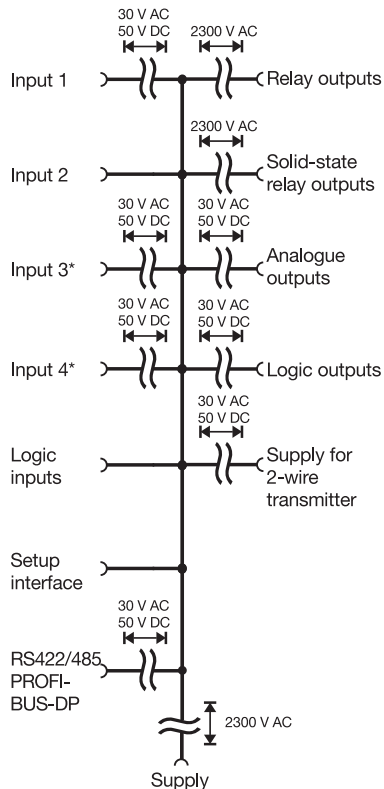 30 V AC
50 V DC
2300 V AC
Input 1
Relay outputs
2300 V AC
Input 2
Solid-state
relay outputs
30 V AC
50 V DC
30 V AC
50 V DC
Input 3*
Analogue
outputs
30 V AC
50 V DC
30 V AC
50 V DC
Input 4*
Logic outputs
30 V AC
50 V DC
Logic
inputs
Supply for
2-wire
transmitter
Setup
interface
30 V AC
50 V DC
RS422/485
PROFI-
BUS-DP
2300 V AC
Supply